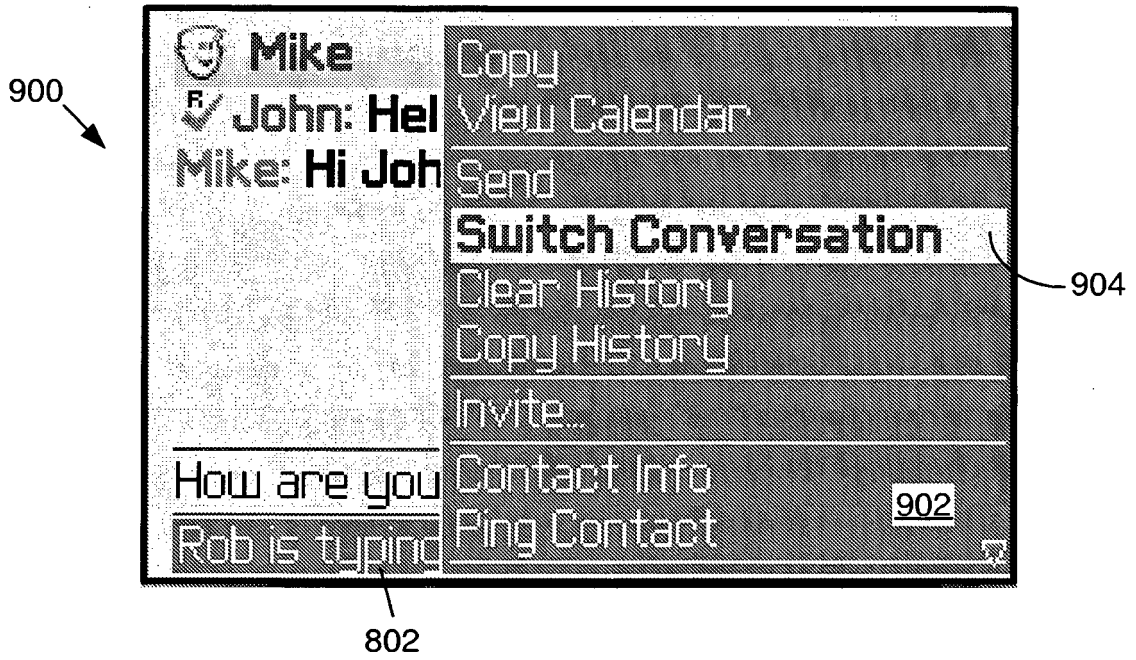 Mike
R John: Hel
Mike: Hi Joh
How are you
Rob is typing
Copy
View Calendar
Send
Switch Conversation
Clear History
Copy History
Invite...
Contact Info
Ping Contact
900
902
904
802